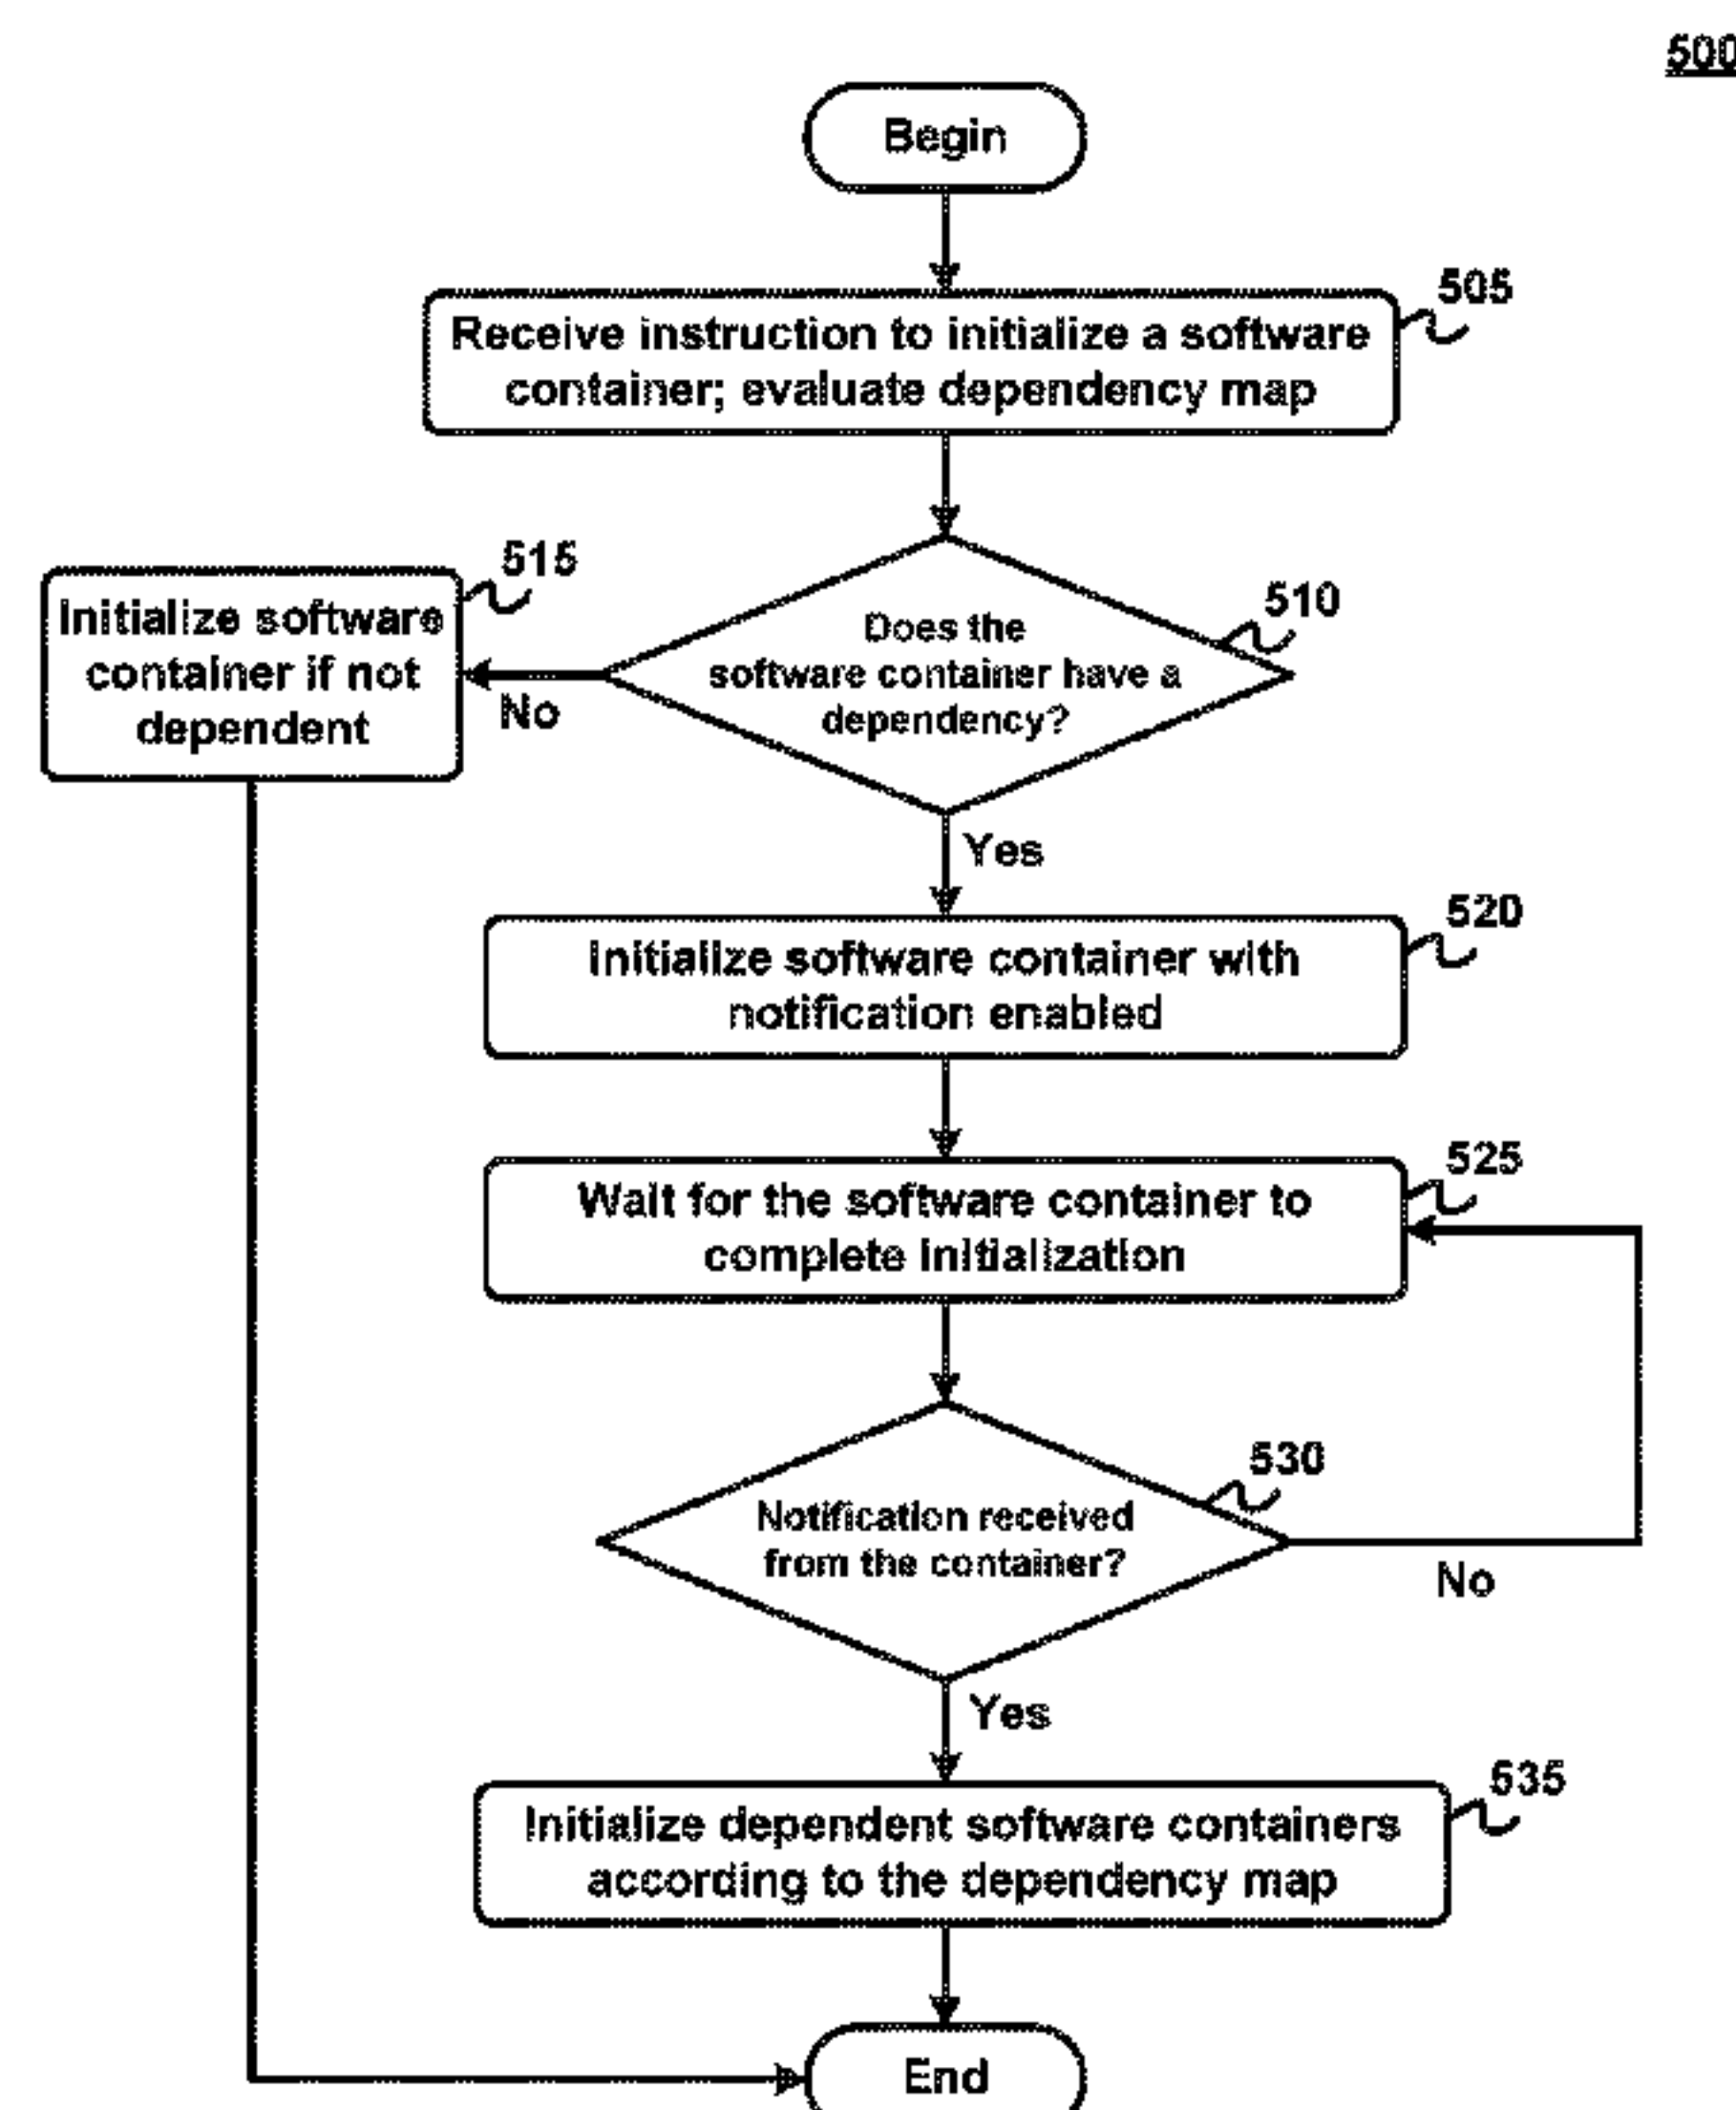 500
Begin
505
Receive instruction to initialize a software
container; evaluate dependency map
515
Initialize software
container if not
dependent
510
Does the
software container have a
dependency?
No
Yes
520
Initialize software container with
notification enabled
525
Wait for the software container to
complete initialization
530
Notification received
from the container?
No
Yes
535
Initialize dependent software containers
according to the dependency map
End